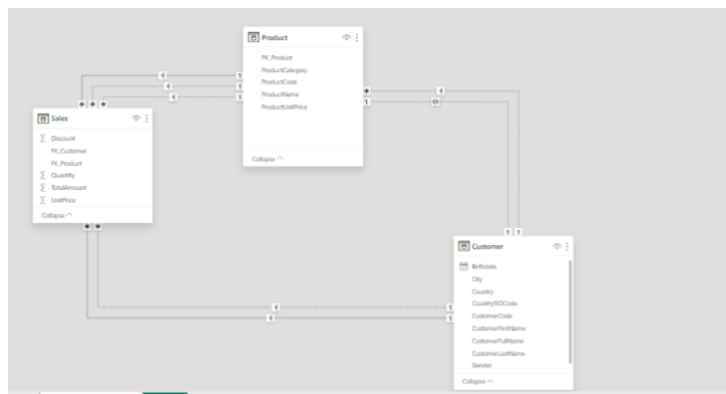 Product
PK_Product
ProductCategory
ProductCode
ProductName
ProductUnitPrice
Collapse
Sales
Discount
FK_Customer
FK_Product
Quantity
TotalAmount
UnitPrice
Collapse
Customer
Birthdate
City
Country
CountryISOCode
CustomerCode
CustomerFirstName
CustomerFullName
CustomerLastName
Gender
Collapse